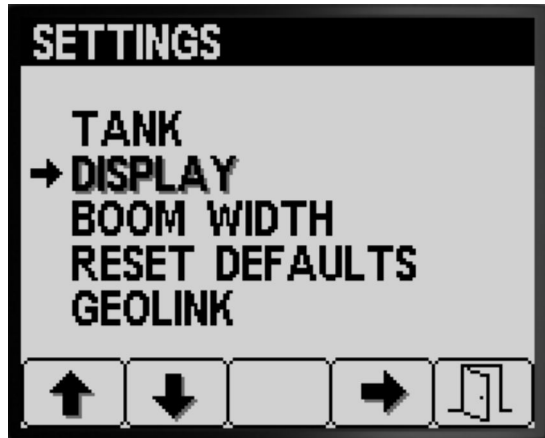 SETTINGS
TANK
DISPLAY
BOOM WIDTH
RESET DEFAULTS
GEOLINK